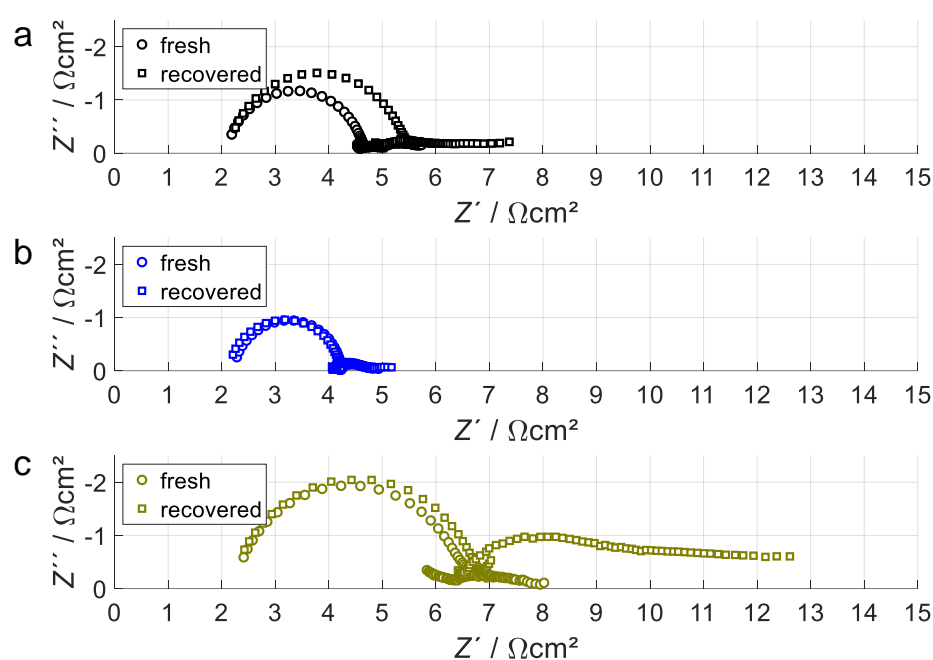 a
fresh
recovered
Z´´ / Ωcm²
-2
-1
0
0 1 2 3 4 5 6 7 8 9 10 11 12 13 14 15
Z´ / Ωcm²
b
fresh
recovered
Z´´ / Ωcm²
-2
-1
0
0 1 2 3 4 5 6 7 8 9 10 11 12 13 14 15
Z´ / Ωcm²
c
fresh
recovered
Z´´ / Ωcm²
-2
-1
0
0 1 2 3 4 5 6 7 8 9 10 11 12 13 14 15
Z´ / Ωcm²